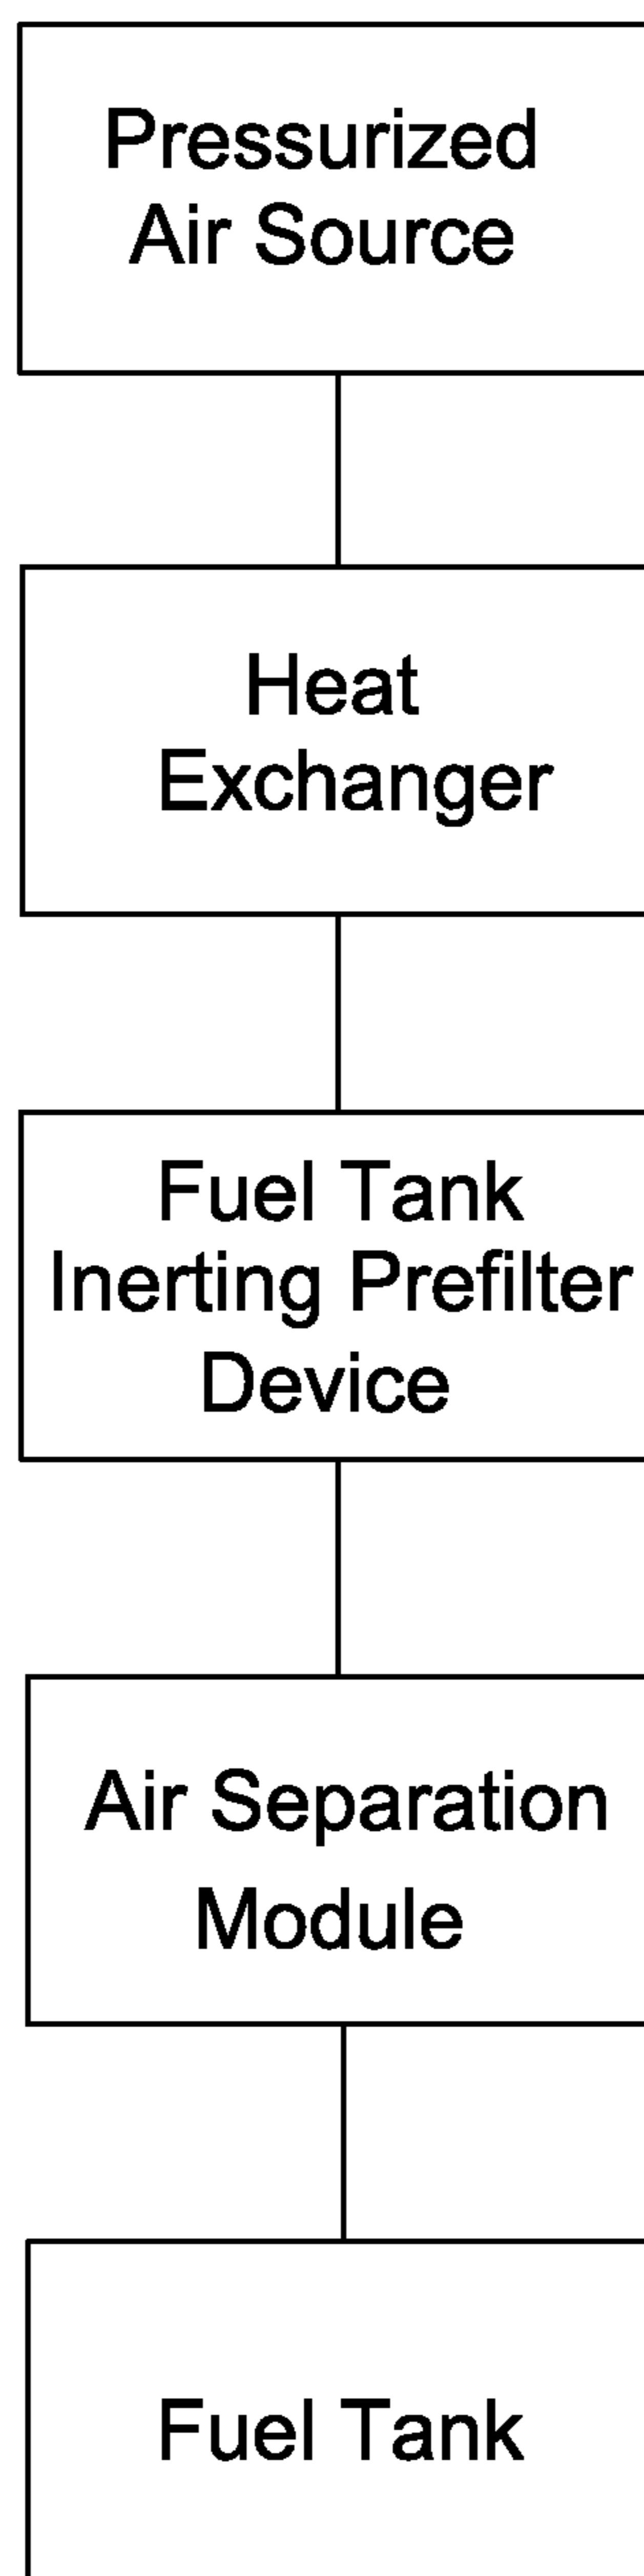 Pressurized
Air Source
Heat
Exchanger
Fuel Tank
Inerting Prefilter
Device
Air Separation
Module
Fuel Tank